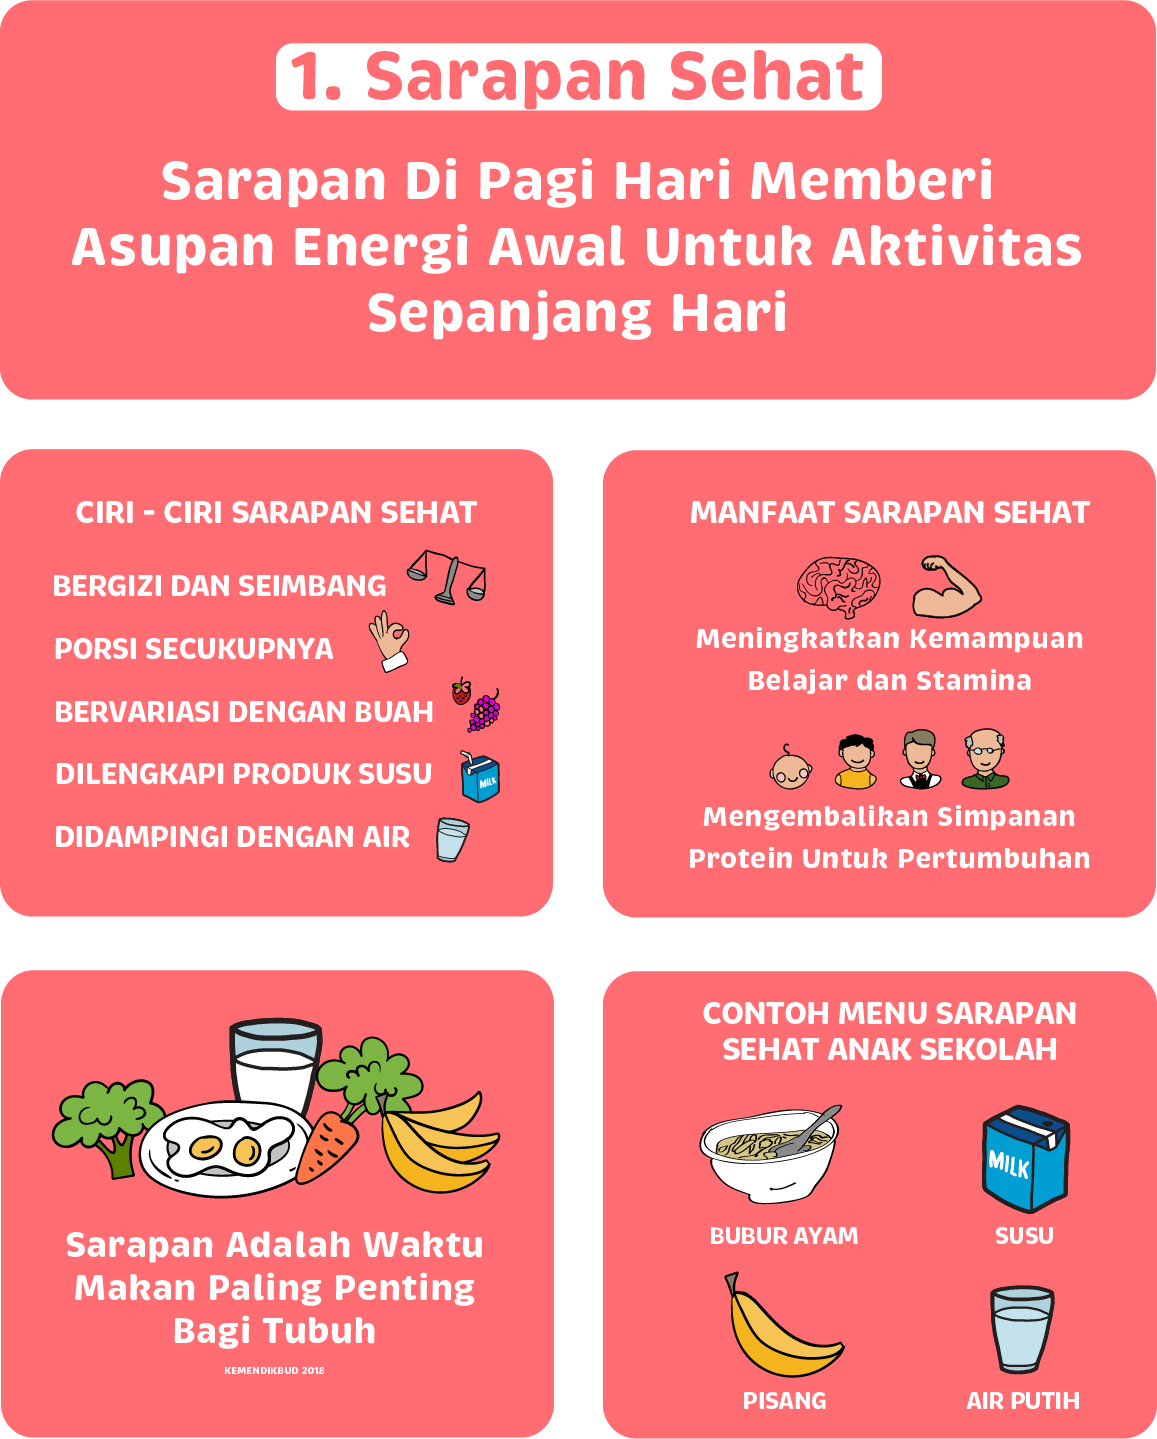 1. Sarapan Sehat
Sarapan Di Pagi Hari Memberi
Asupan Energi Awal Untuk Aktivitas
Sepanjang Hari
CIRI - CIRI SARAPAN SEHAT
BERGIZI DAN SEIMBANG
PORSI SECUKUPNYA
BERVARIASI DENGAN BUAH
DILENGKAPI PRODUK SUSU
MILK
DIDAMPINGI DENGAN AIR
MANFAAT SARAPAN SEHAT
Meningkatkan Kemampuan
Belajar dan Stamina
Mengembalikan Simpanan
Protein Untuk Pertumbuhan
Sarapan Adalah Waktu
Makan Paling Penting
Bagi Tubuh
KEMENDIKBUD 2018
CONTOH MENU SARAPAN
SEHAT ANAK SEKOLAH
MILK
BUBUR AYAM
SUSU
PISANG
AIR PUTIH